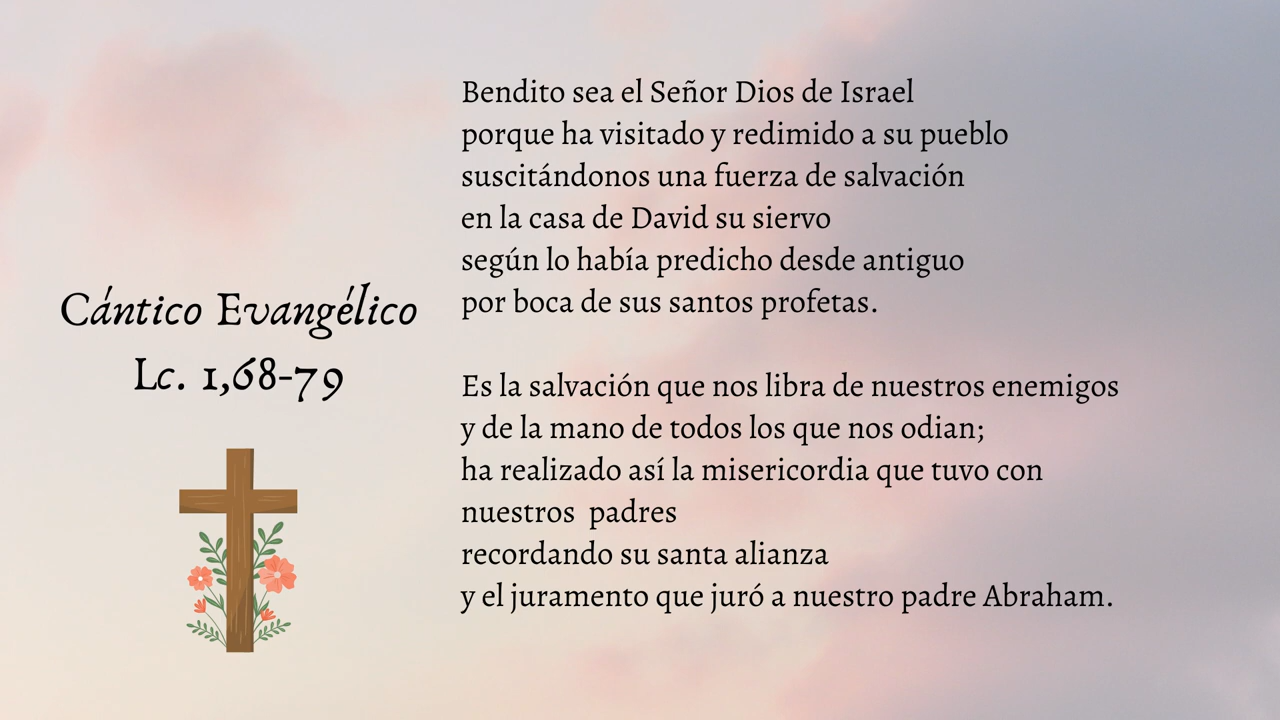 Cántico Evangélico
Lc. 1,68-79
Bendito sea el Señor Dios de Israel
porque ha visitado y redimido a su pueblo
suscitándonos una fuerza de salvación
en la casa de David su siervo
según lo había predicho desde antiguo
por boca de sus santos profetas.
Es la salvación que nos libra de nuestros enemigos
y de la mano de todos los que nos odian;
ha realizado así la misericordia que tuvo con
nuestros  padres
recordando su santa alianza
y el juramento que juró a nuestro padre Abraham.